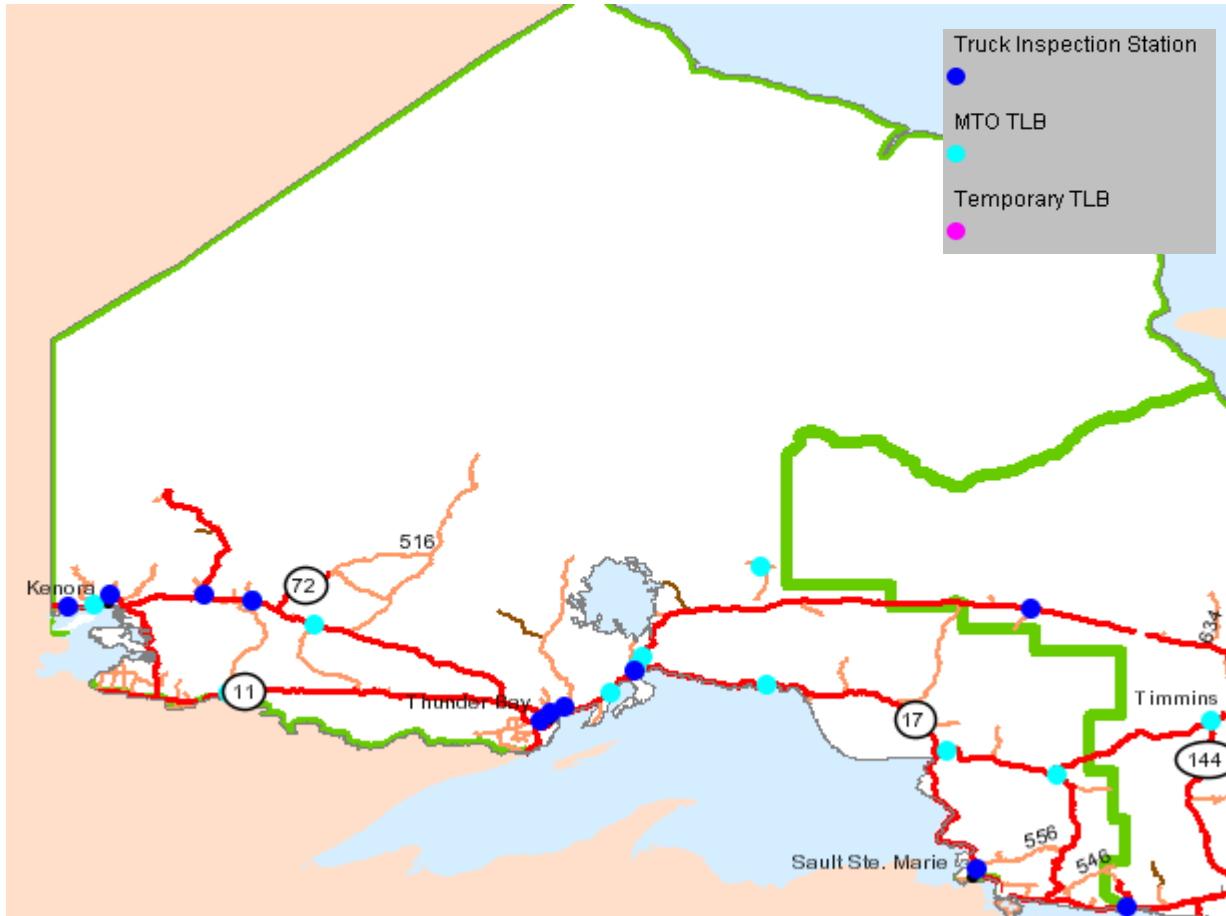 Truck Inspection Station
MTO TLB
Temporary TLB
516
Kenora
72
634
11
Thunder Bay
17
Timmins
144
556
546
Sault Ste. Marie